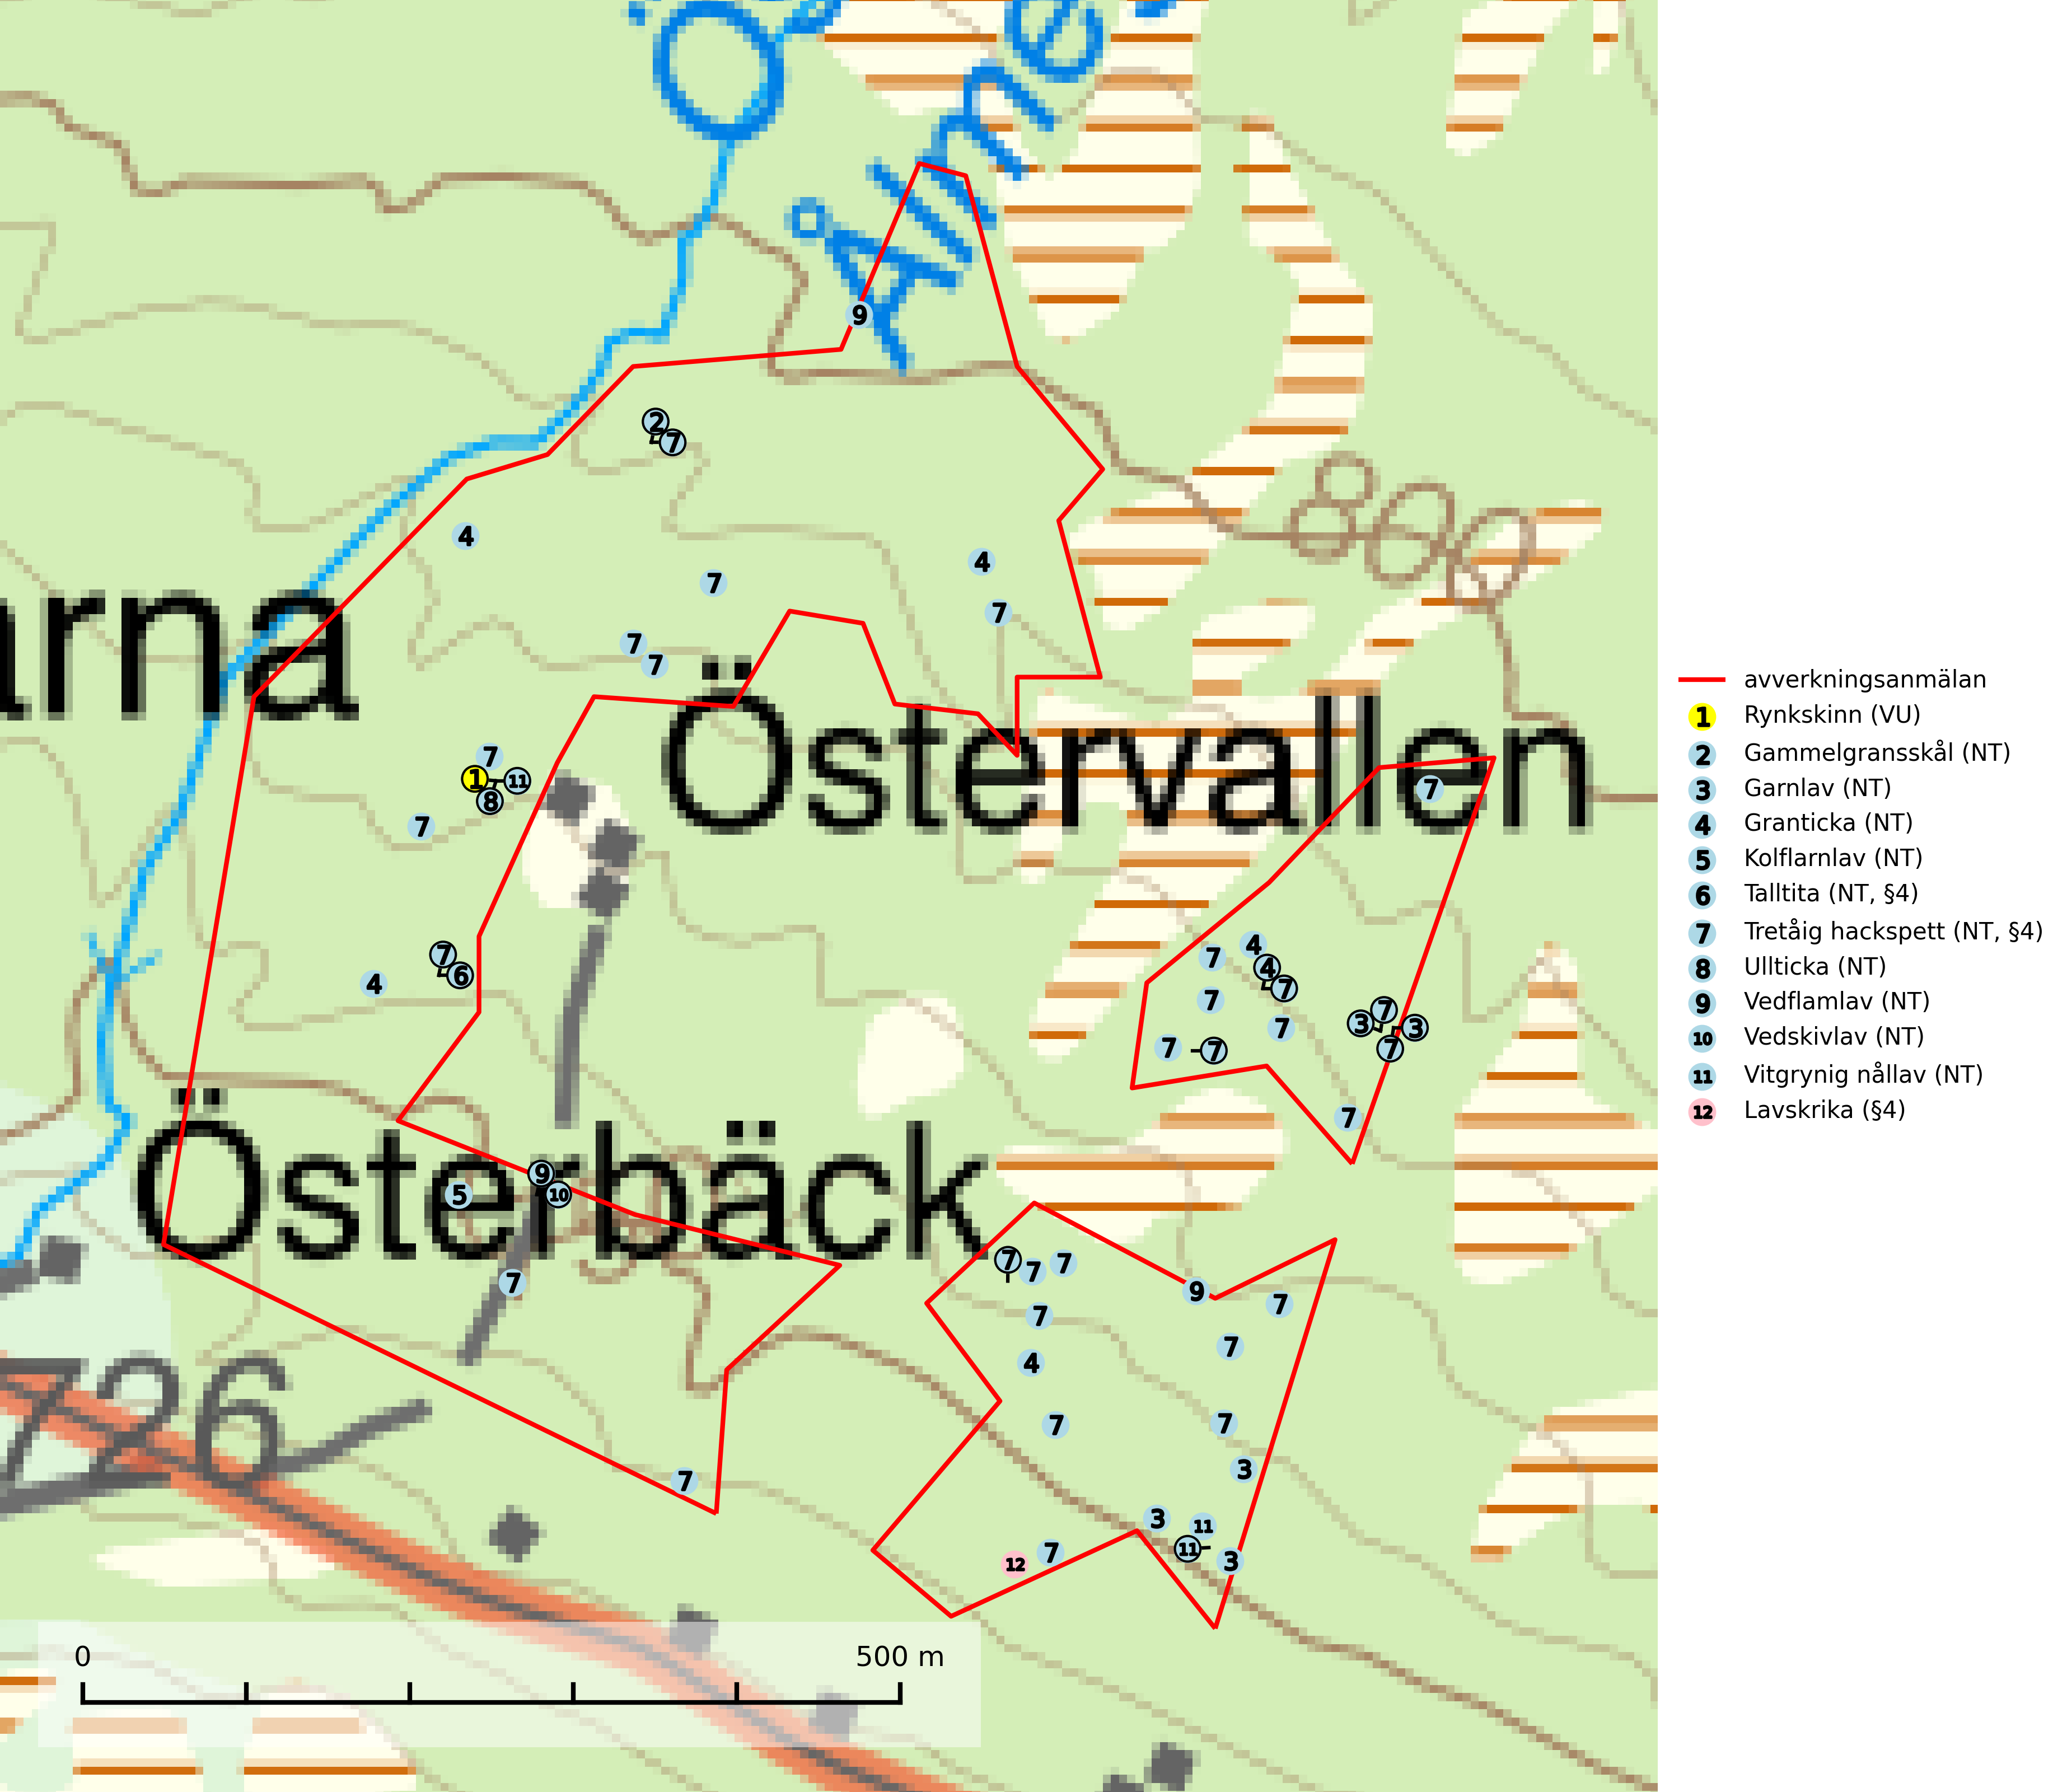 O
Alme
9
2
7
4
4
7
7
7
7
800
arna
Östervallen
7
1
11
8
7
7
7
6
4
7
4
4
7
7
7
7
7
3
7
3
7
7
Österbäck
9
10
5
7
7
7
7
7
9
7
7
4
7
7
3
7
3
11
11
3
7
12
726
0
500 m
avverkningsanmälan
1 Rynkskinn (VU)
2 Gammelgransskål (NT)
3 Garnlav (NT)
4 Granticka (NT)
5 Kolflarnlav (NT)
6 Talltita (NT, §4)
7 Tretåig hackspett (NT, §4)
8 Ullticka (NT)
9 Vedflamlav (NT)
10 Vedskivlav (NT)
11 Vitgrynig nållav (NT)
12 Lavskrika (§4)